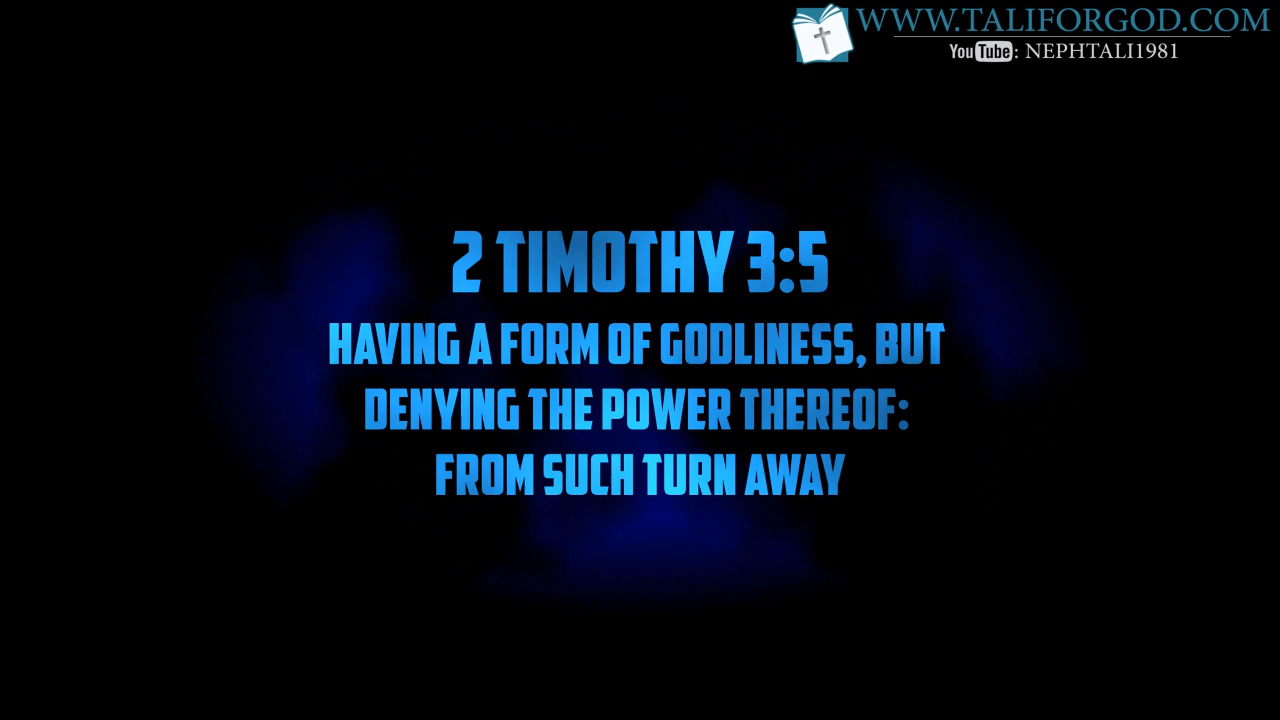 WWW.TALIFORGOD.COM
YouTube: NEPHTALI1981
2 TIMOTHY 3:5
HAVING A FORM OF GODLINESS, BUT
DENYING THE POWER THEREOF:
FROM SUCH TURN AWAY